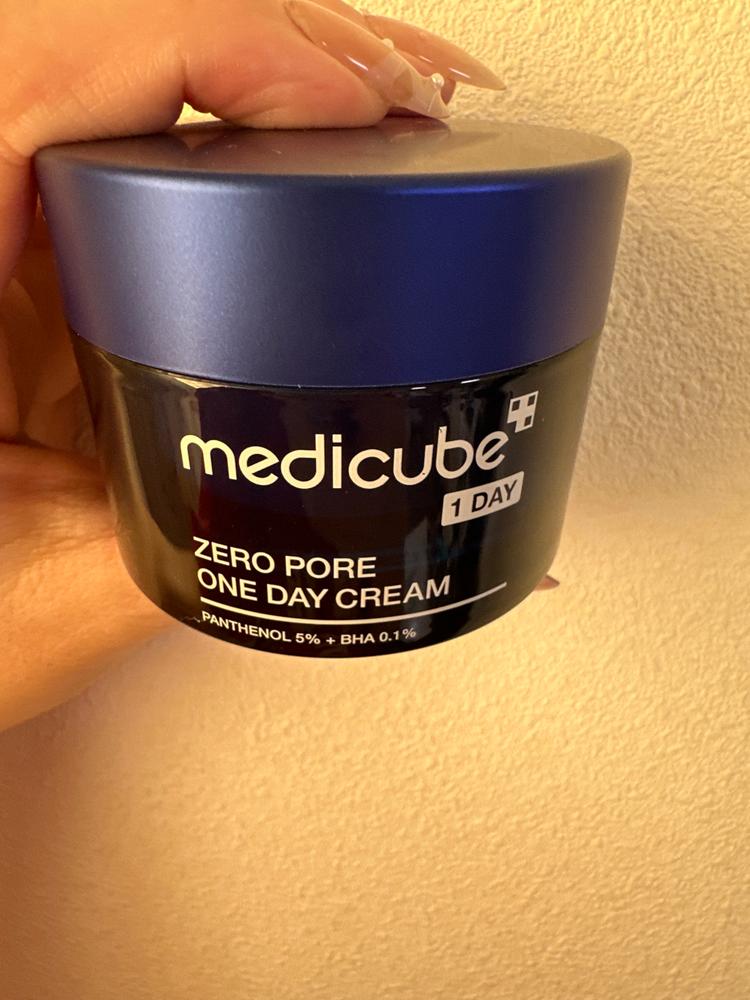 medicube
1 DAY
ZERO PORE
ONE DAY CREAM
PANTHENOL 5% + BHA 0.1%